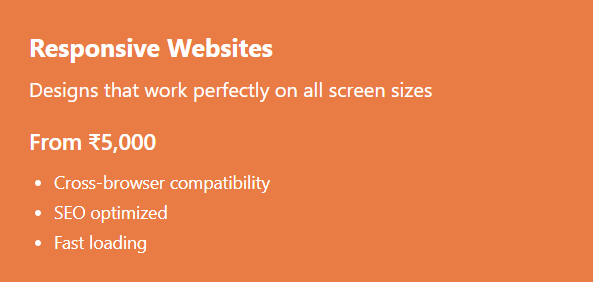 Responsive Websites
Designs that work perfectly on all screen sizes
From ₹5,000
• Cross-browser compatibility
• SEO optimized
• Fast loading